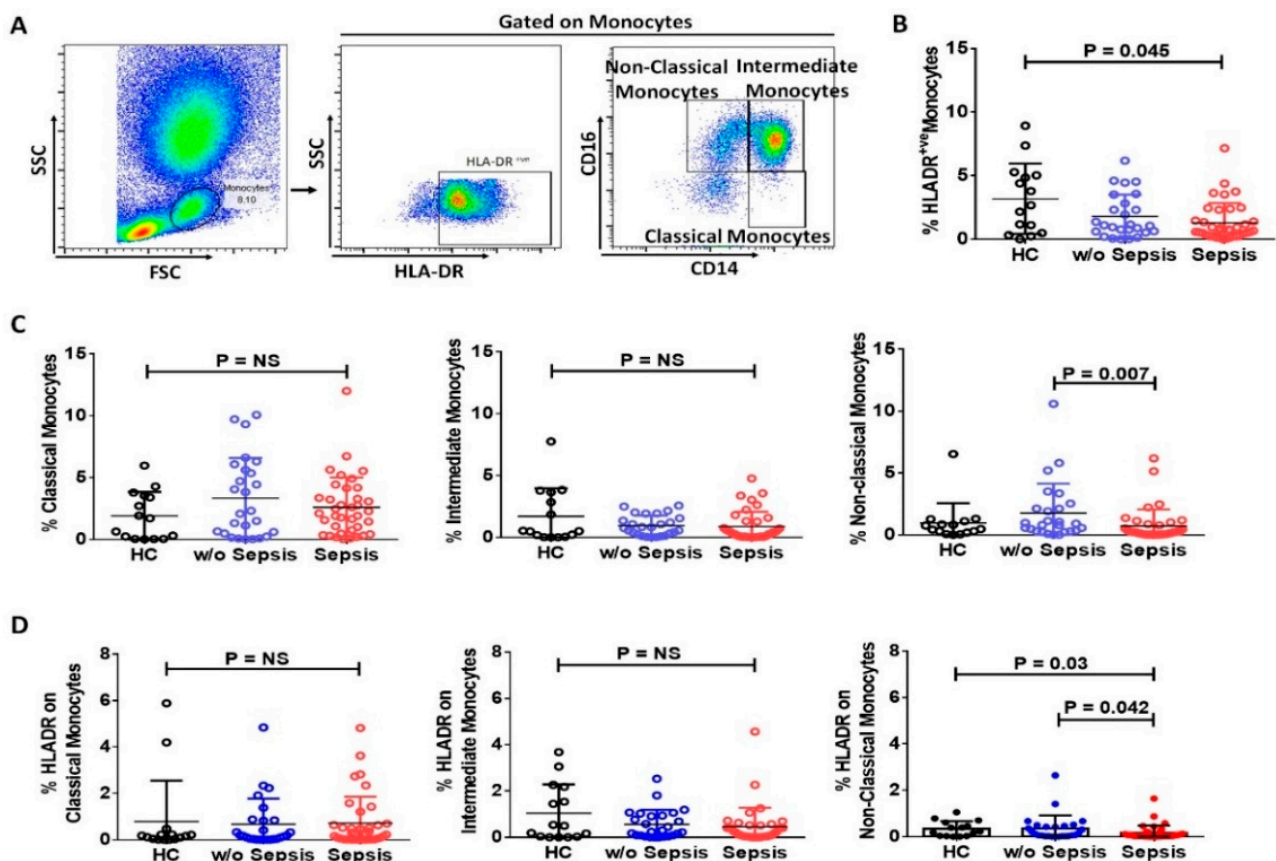 A
Gated on Monocytes
SSC
Monocytes
8.10
FSC
SSC
HLA-DR +ve
HLA-DR
Non-Classical
Monocytes
Intermediate
Monocytes
CD16
Classical Monocytes
CD14
B
% HLADR+veMonocytes
15
10
5
0
P = 0.045
HC
w/o Sepsis
Sepsis
C
% Classical Monocytes
15
10
5
0
P = NS
HC
w/o Sepsis
Sepsis
% Intermediate Monocytes
15
10
5
0
P = NS
HC
w/o Sepsis
Sepsis
% Non-classical Monocytes
15
10
5
0
P = 0.007
HC
w/o Sepsis
Sepsis
D
% HLADR on
Classical Monocytes
8
6
4
2
0
P = NS
HC
w/o Sepsis
Sepsis
% HLADR on
Intermediate Monocytes
8
6
4
2
0
P = NS
HC
w/o Sepsis
Sepsis
% HLADR on
Non-Classical Monocytes
8
6
4
2
0
P = 0.03
P = 0.042
HC
w/o Sepsis
Sepsis